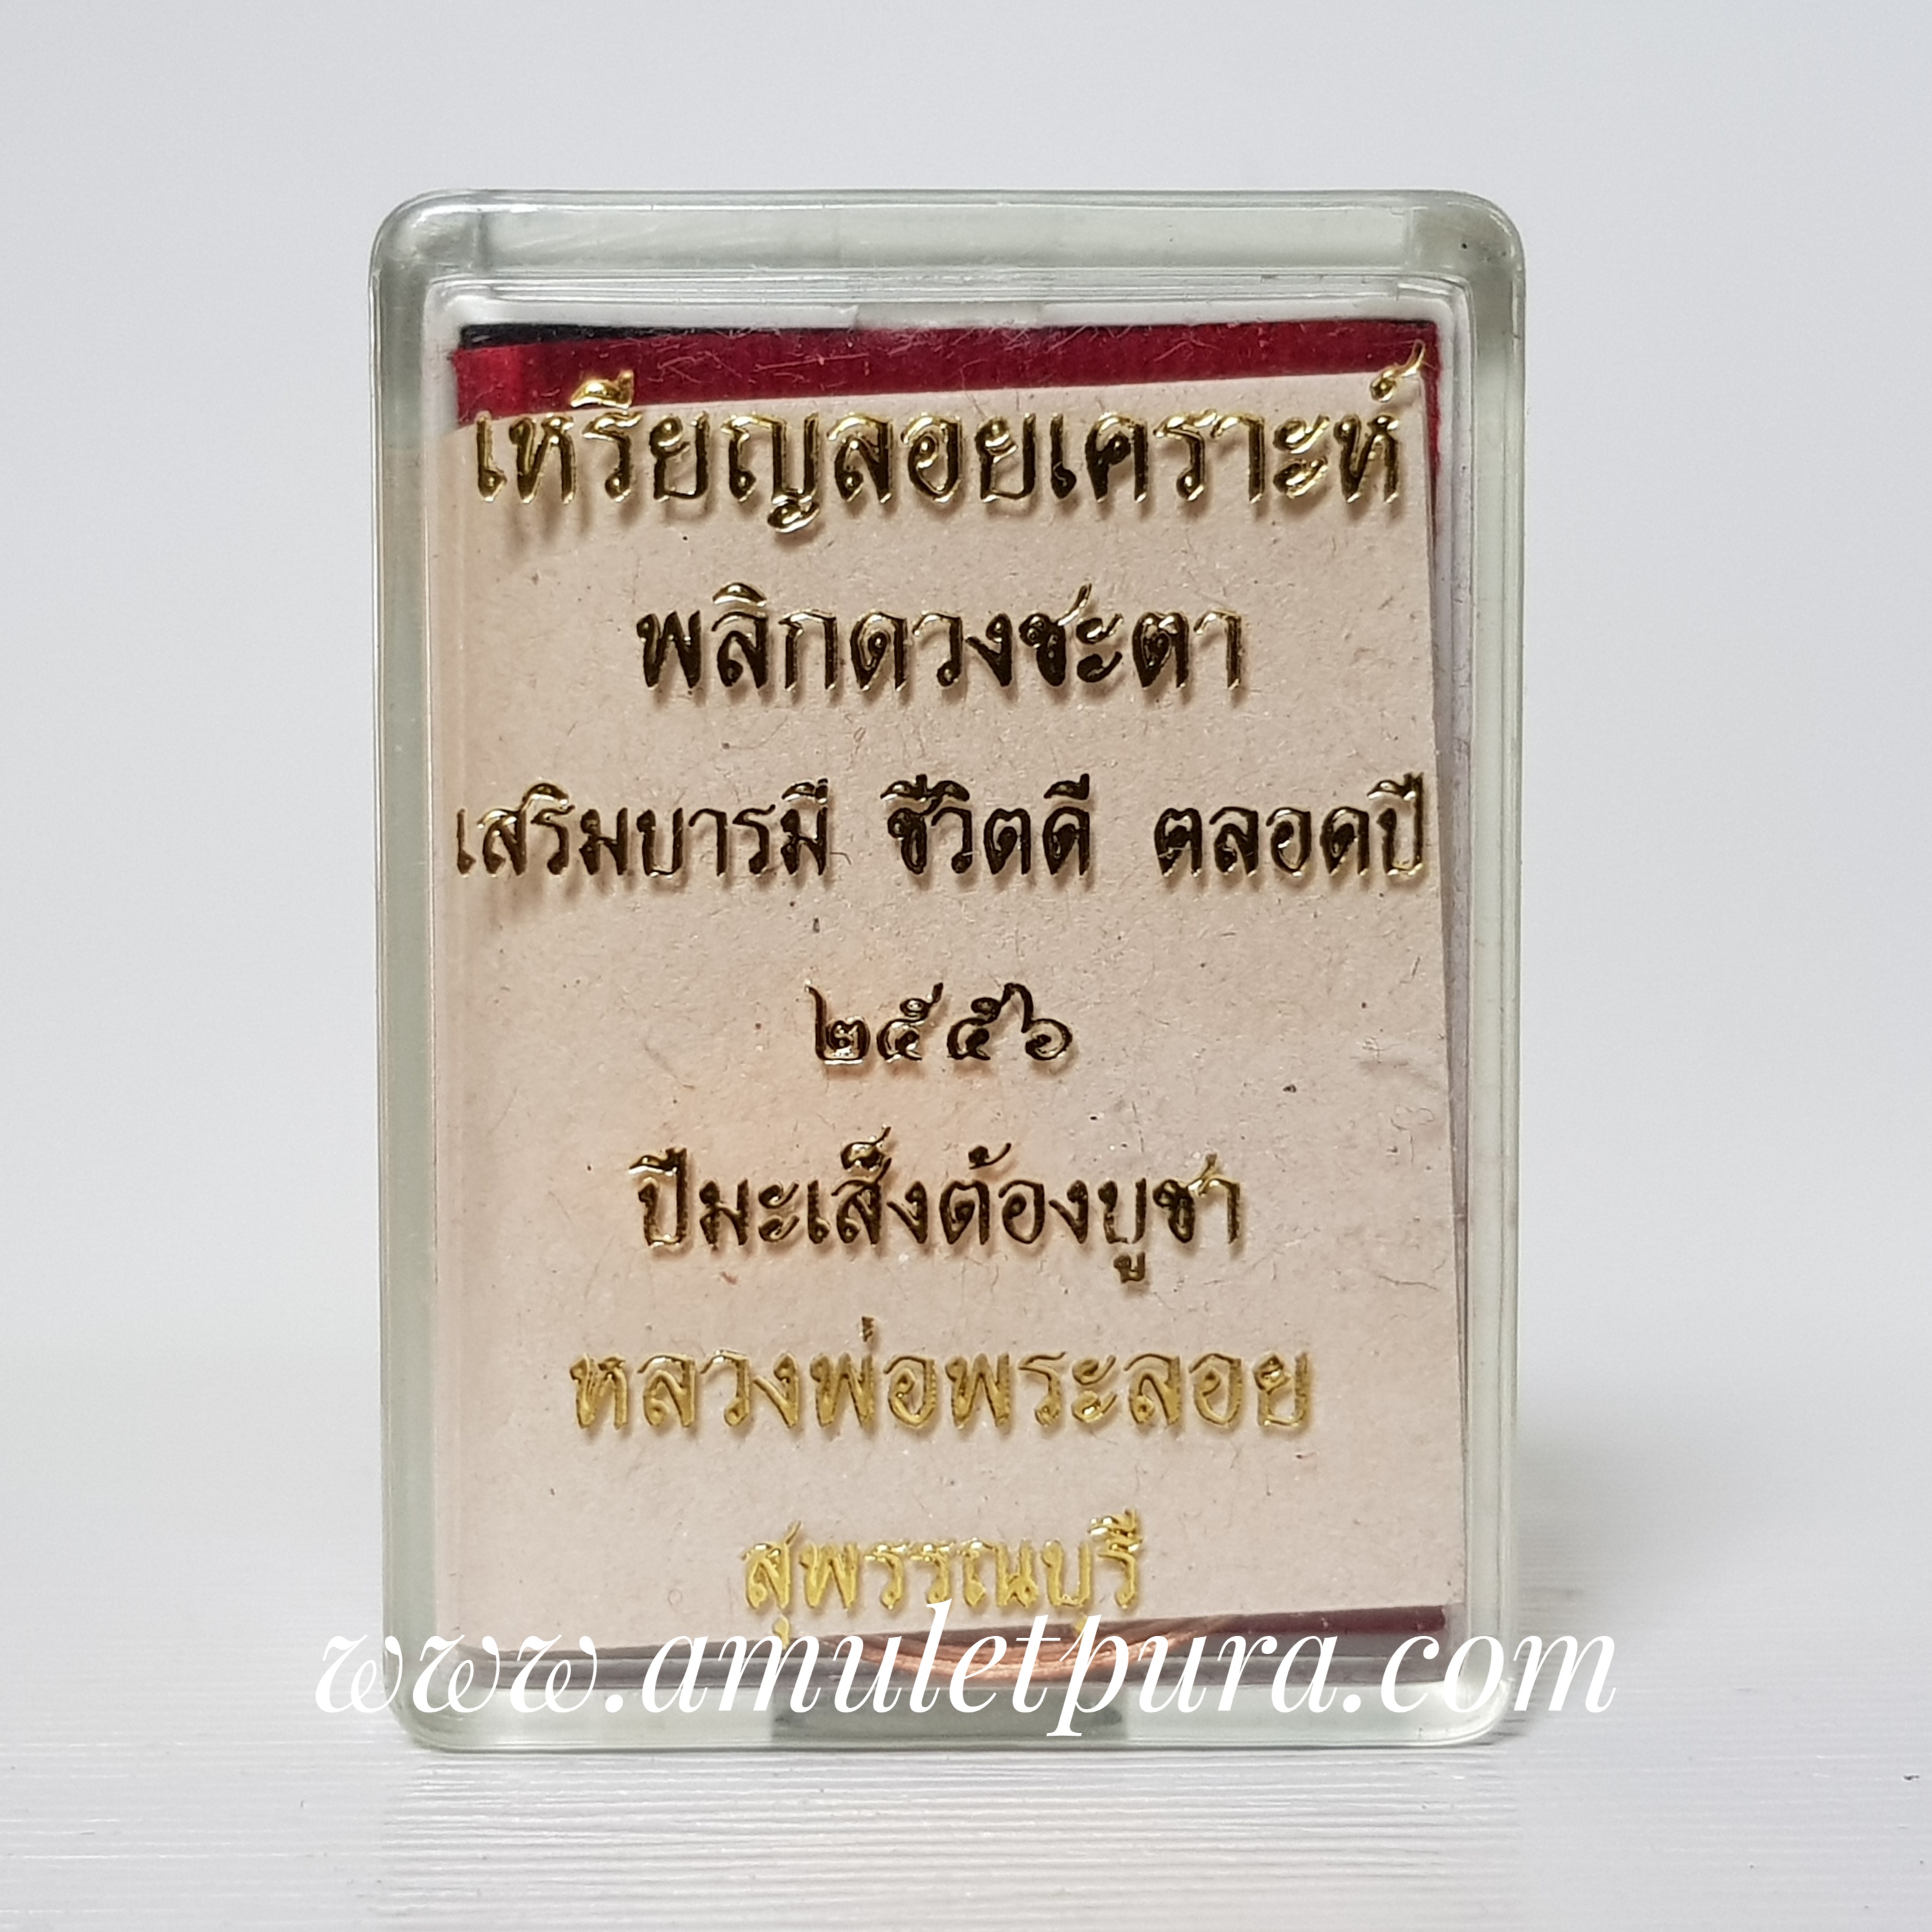 เหรียญลอยเคราะห์
พลิกดวงชะตา
เสริมบารมี ชีวิตดี ตลอดปี
๒๕๕๖
ปีมะเส็งต้องบูชา
หลวงพ่อพระลอย
สุพรรณบุรี
www.amuletpura.com